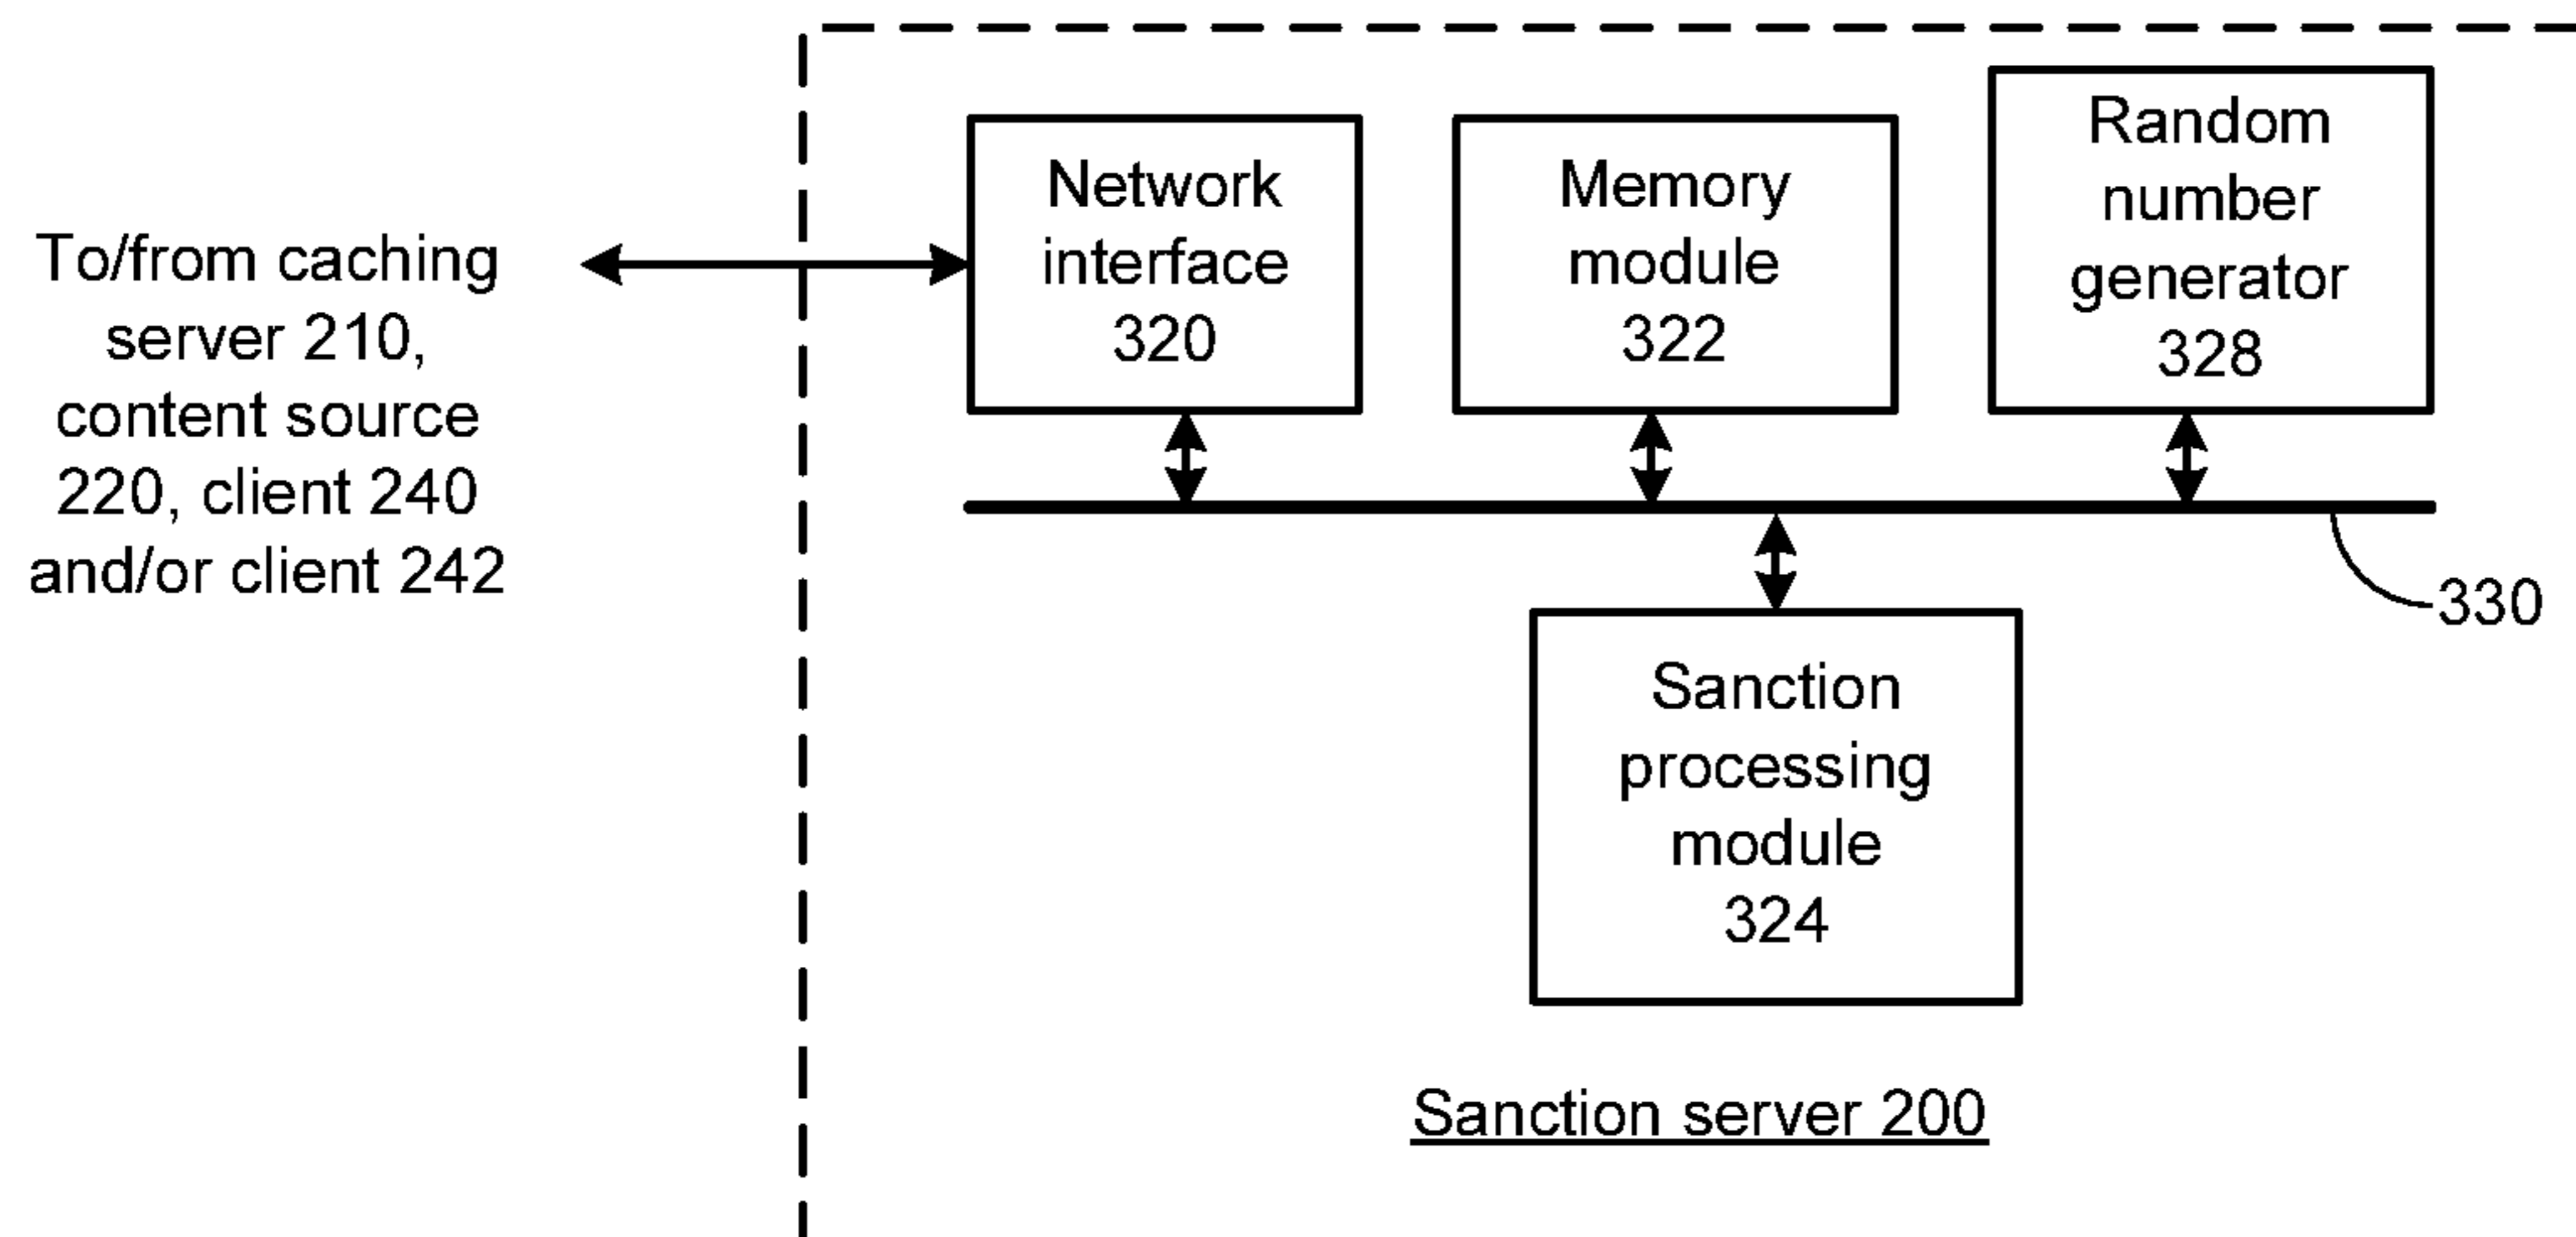 To/from caching
server 210,
content source
220, client 240
and/or client 242
Network
interface
320
Memory
module
322
Random
number
generator
328
330
Sanction
processing
module
324
Sanction server 200